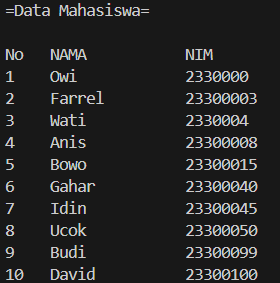 =Data Mahasiswa=
No NAMA NIM
1 Owi 2330000
2 Farrel 23300003
3 Wati 2330004
4 Anis 23300008
5 Bowo 23300015
6 Gahar 23300040
7 Idin 23300045
8 Ucok 23300050
9 Budi 23300099
10 David 23300100